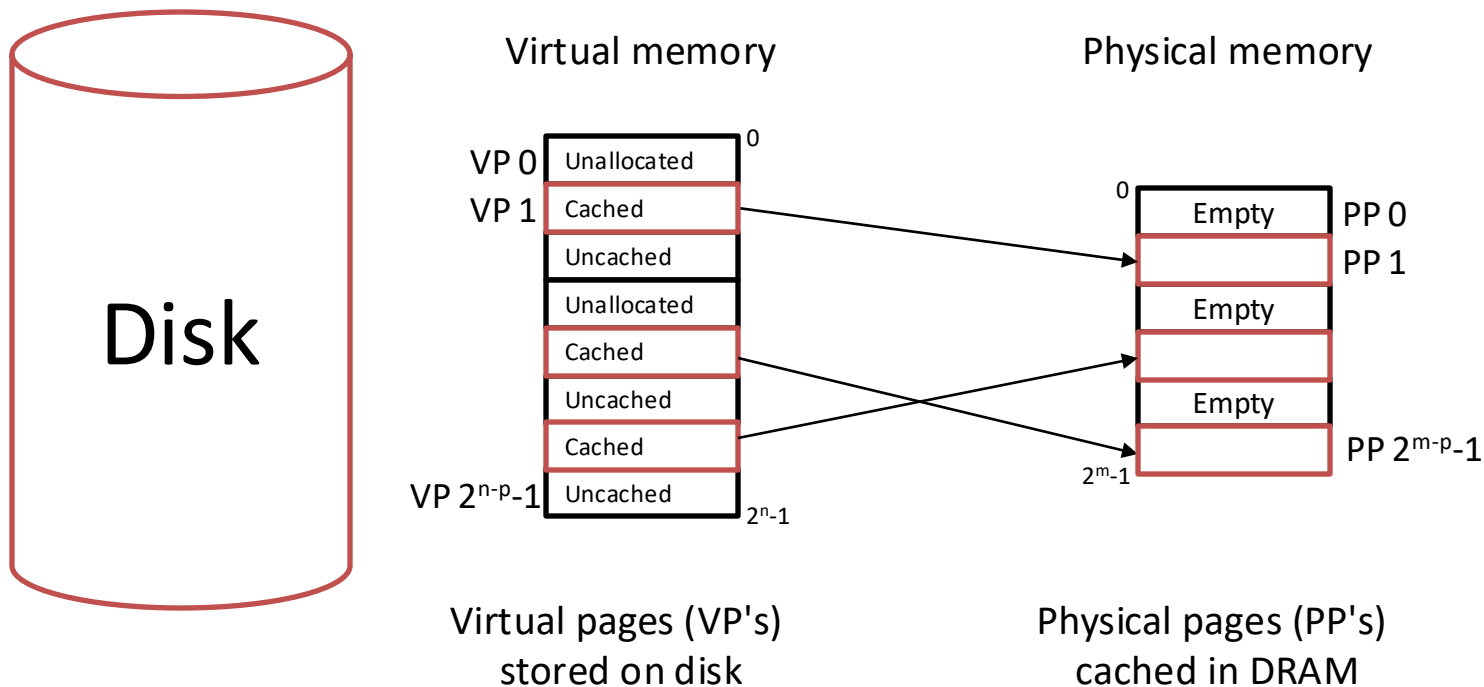 Disk
Virtual memory
0
VP 0 Unallocated
VP 1 Cached
Uncached
Unallocated
Cached
Uncached
Cached
VP 2ⁿ⁻ᵖ-1 Uncached
2ⁿ-1
Virtual pages (VP's)
stored on disk
Physical memory
0
Empty PP 0
PP 1
Empty
Empty
PP 2ᵐ⁻ᵖ-1
2ᵐ-1
Physical pages (PP's)
cached in DRAM